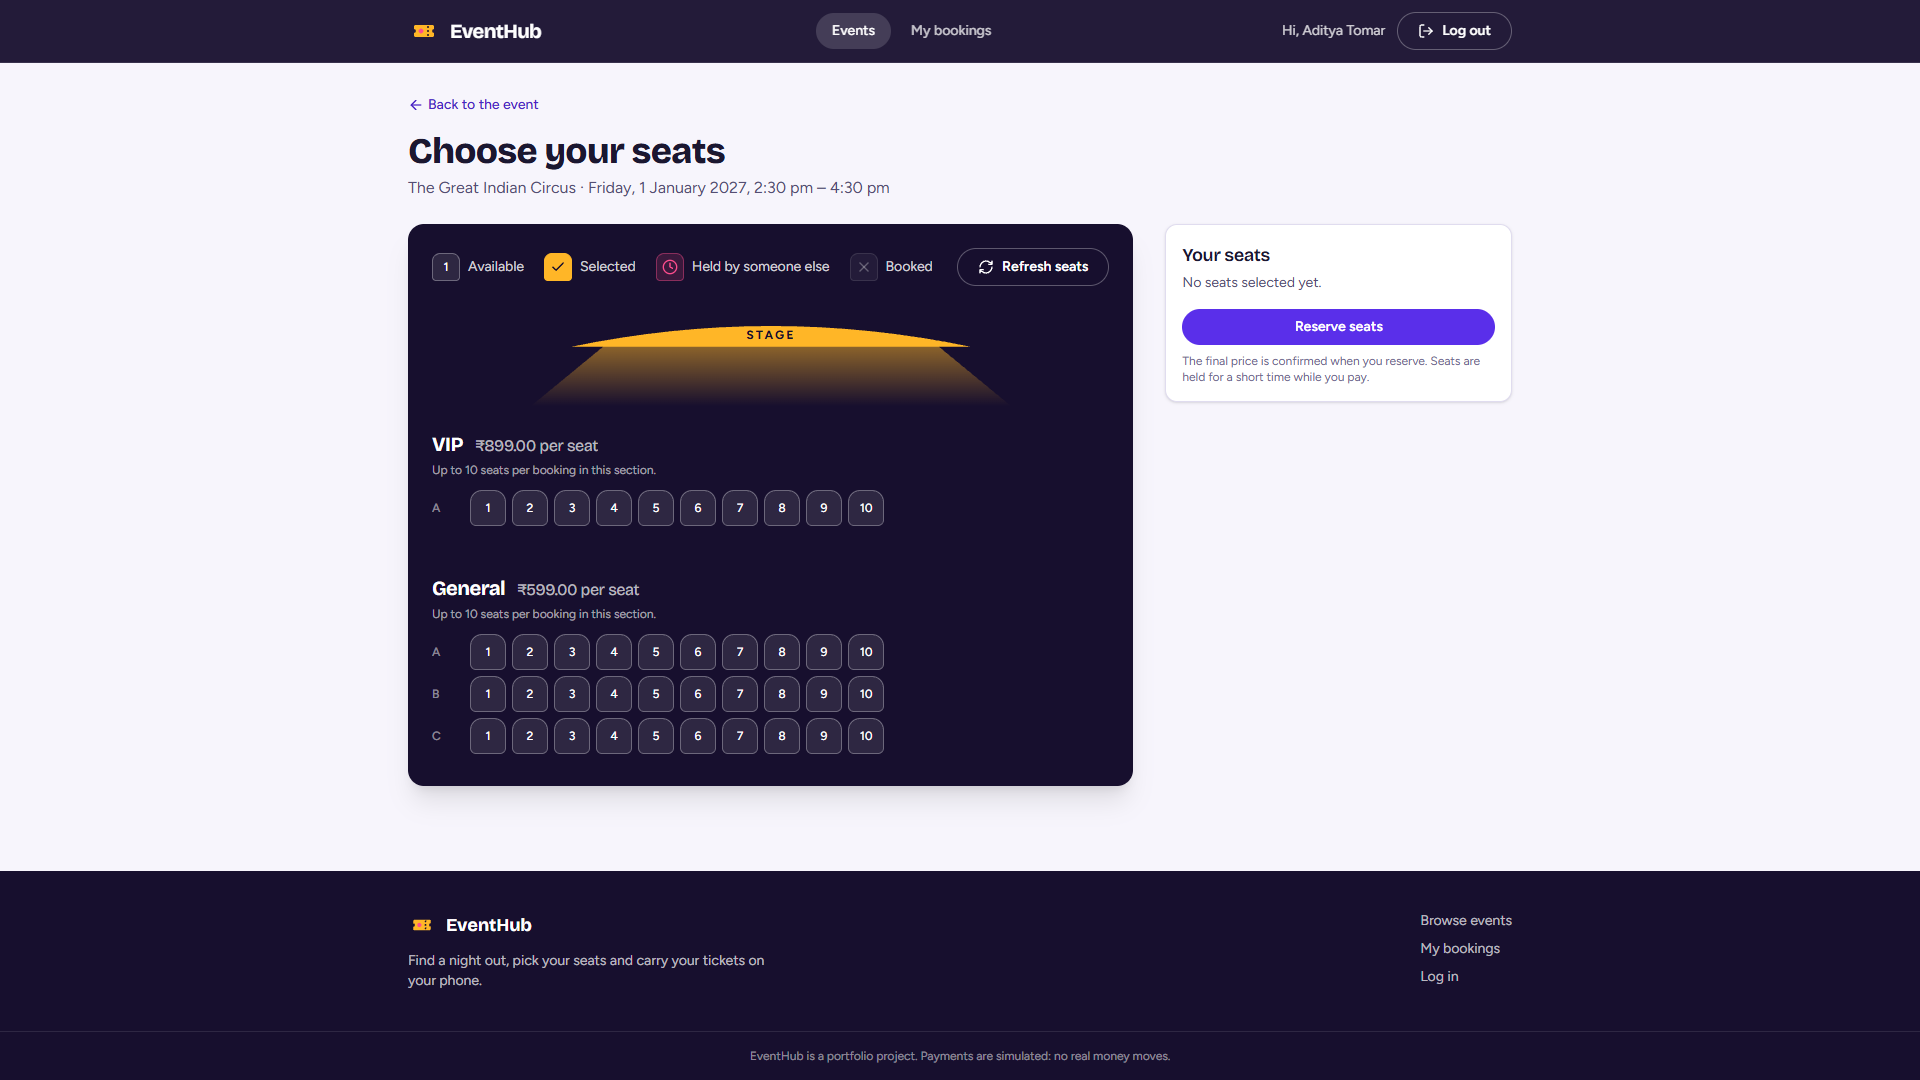 EventHub
Events
My bookings
Hi, Aditya Tomar
Log out
Back to the event
Choose your seats
The Great Indian Circus · Friday, 1 January 2027, 2:30 pm – 4:30 pm
1 Available
Selected
Held by someone else
Booked
Refresh seats
STAGE
VIP ₹899.00 per seat
Up to 10 seats per booking in this section.
A 1 2 3 4 5 6 7 8 9 10
General ₹599.00 per seat
Up to 10 seats per booking in this section.
A 1 2 3 4 5 6 7 8 9 10
B 1 2 3 4 5 6 7 8 9 10
C 1 2 3 4 5 6 7 8 9 10
Your seats
No seats selected yet.
Reserve seats
The final price is confirmed when you reserve. Seats are
held for a short time while you pay.
EventHub
Find a night out, pick your seats and carry your tickets on
your phone.
Browse events
My bookings
Log in
EventHub is a portfolio project. Payments are simulated: no real money moves.